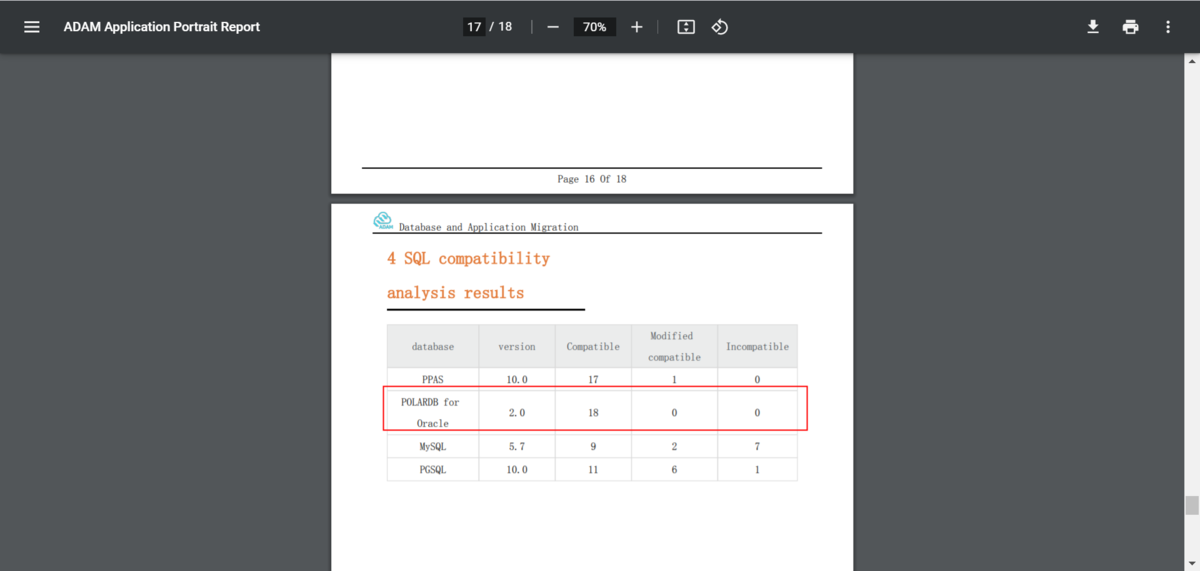 ADAM Application Portrait Report
17 / 18
70%
Page 16 Of 18
ADAM
Database and Application Migration
4 SQL compatibility
analysis results
database version Compatible Modified compatible Incompatible
PPAS 10.0 17 1 0
POLARDB for Oracle 2.0 18 0 0
MySQL 5.7 9 2 7
PGSQL 10.0 11 6 1